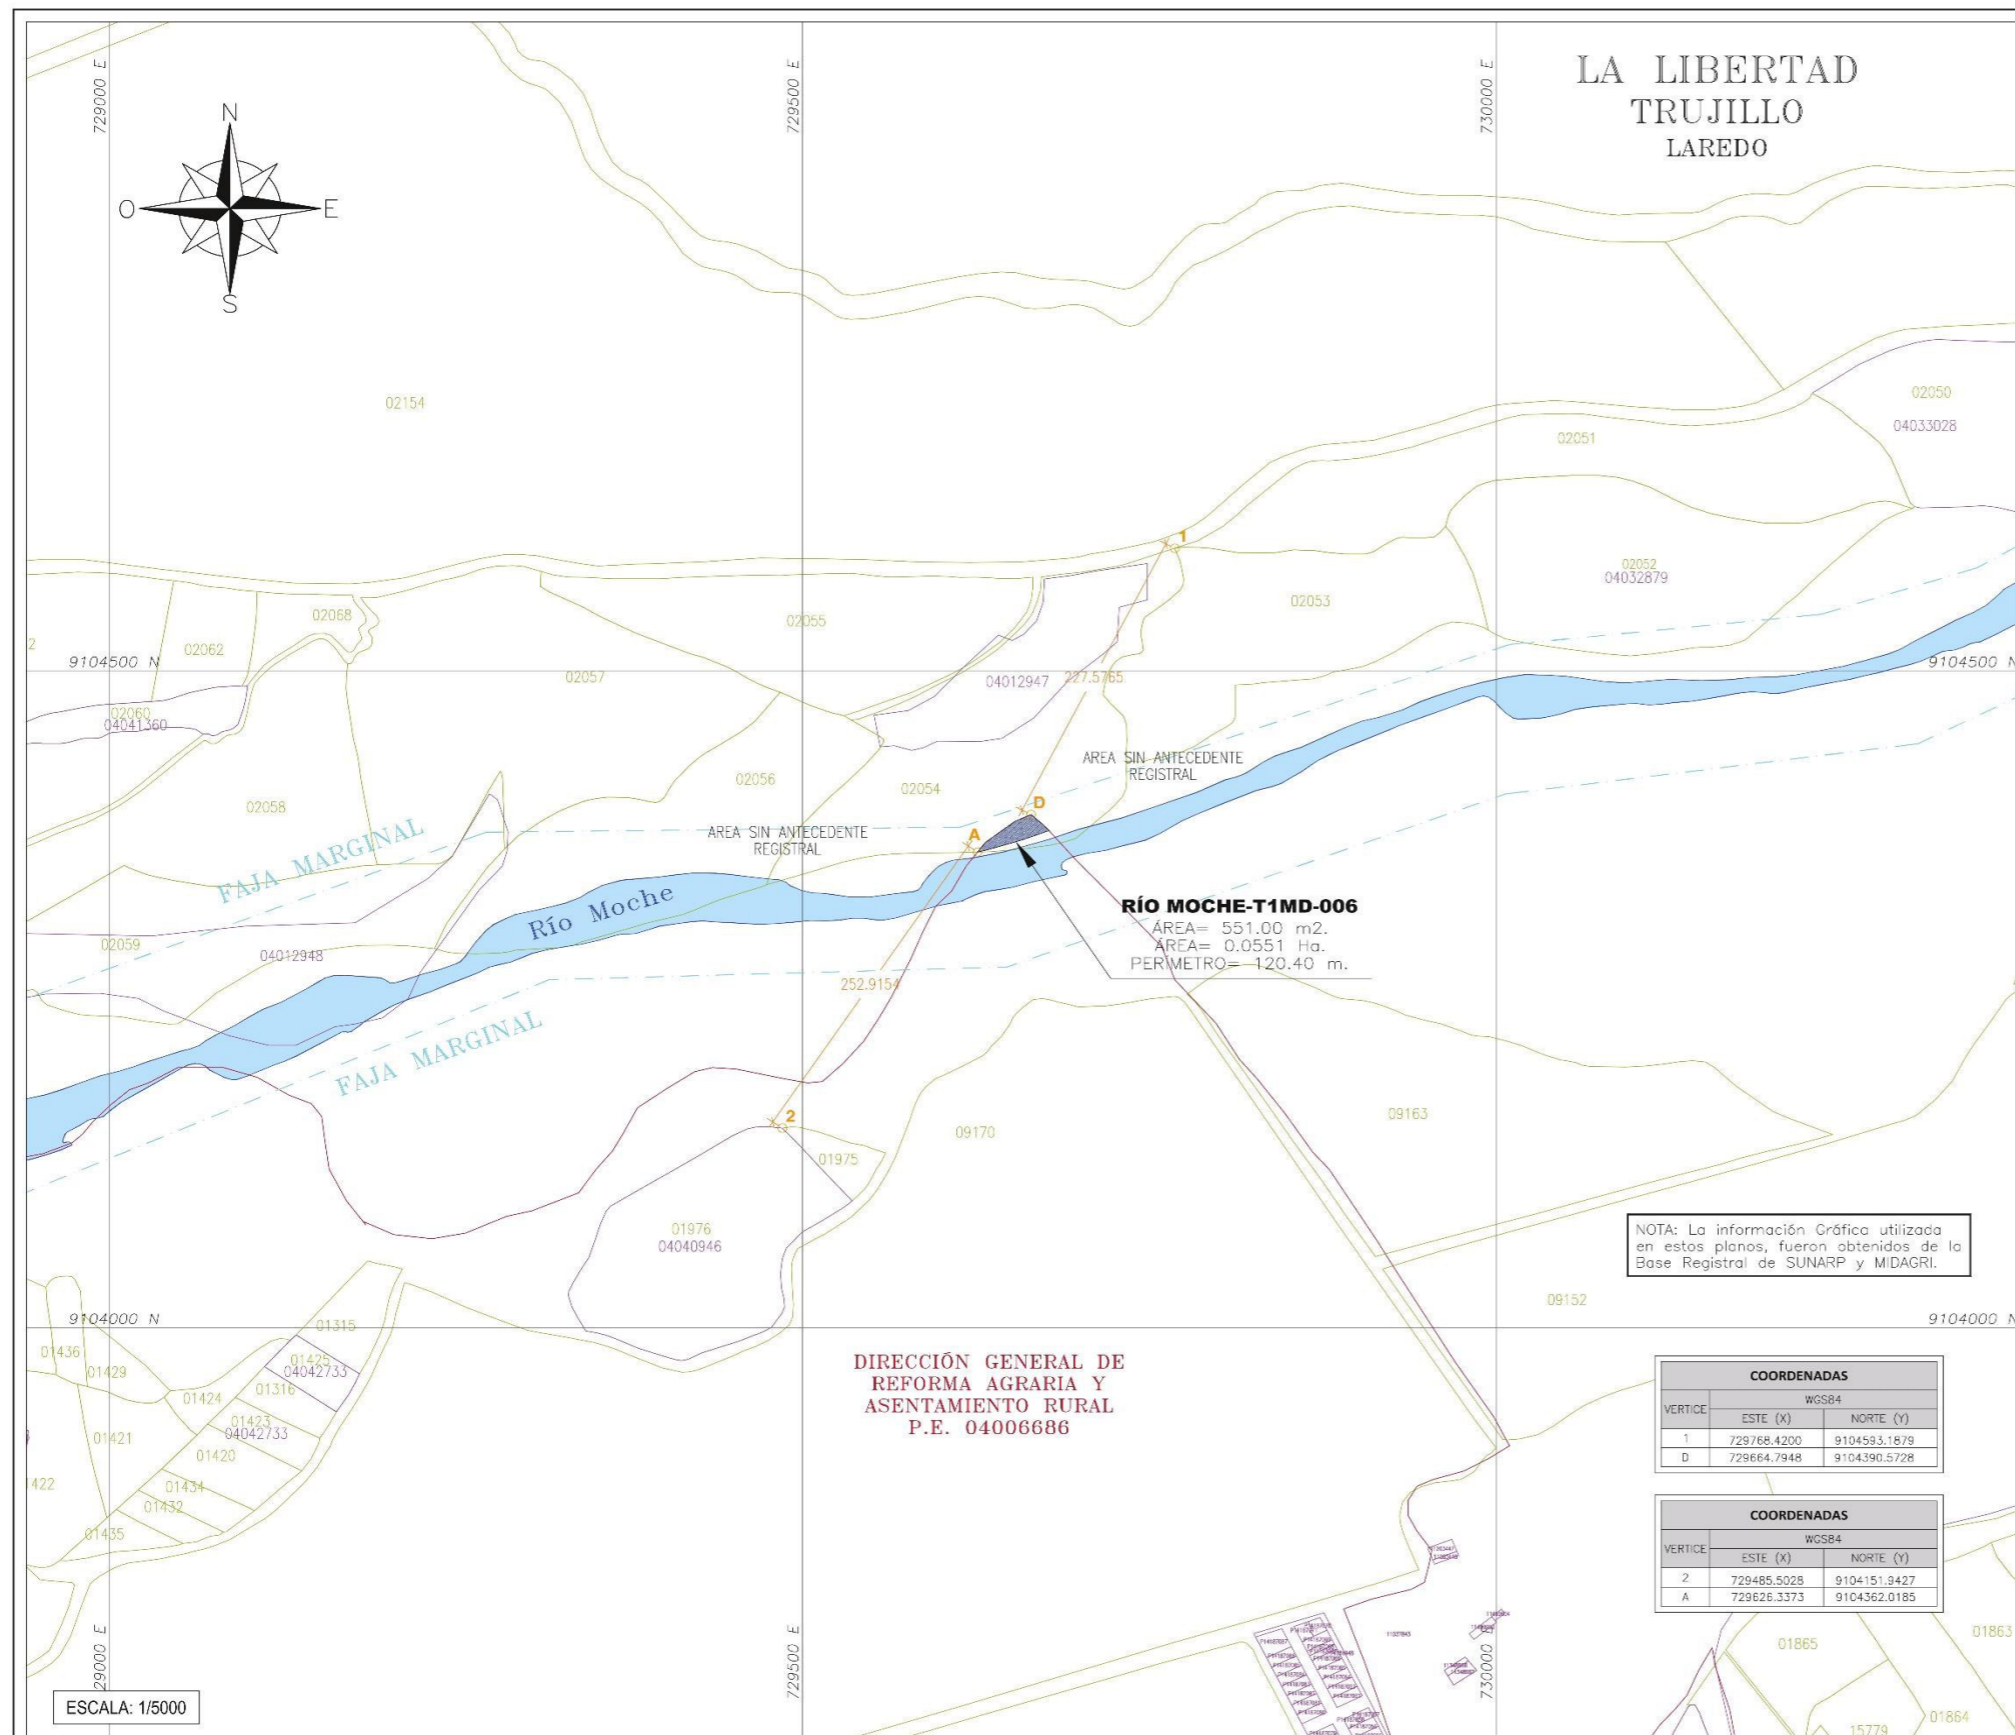 729000 E
729500 E
730000 E
LA LIBERTAD
TRUJILLO
LAREDO
N
O
E
S
02154
02050
04033028
02051
1
02052
04032879
02053
02068
02055
02062
2
9104500 N
9104500 N
02057
04012947
227.5765
02060
04041360
AREA SIN ANTECEDENTE
REGISTRAL
02056
02054
02058
D
FAJA MARGINAL
AREA SIN ANTECEDENTE
REGISTRAL
A
Río Moche
RÍO MOCHE-T1MD-006
ÁREA= 551.00 m2.
ÁREA= 0.0551 Ha.
PERÍMETRO= 120.40 m.
02059
04012948
252.9154
FAJA MARGINAL
2
09163
09170
01975
01976
04040946
NOTA: La información Gráfica utilizada
en estos planos, fueron obtenidos de la
Base Registral de SUNARP y MIDAGRI.
09152
9104000 N
9104000 N
01315
01436
01429
01425
04042733
01424
01316
01423
04042733
01421
01420
1422
01434
01432
01435
DIRECCIÓN GENERAL DE
REFORMA AGRARIA Y
ASENTAMIENTO RURAL
P.E. 04006686
COORDENADAS
VERTICE WGS84
ESTE (X) NORTE (Y)
1 729768.4200 9104593.1879
D 729664.7948 9104390.5728
COORDENADAS
VERTICE WGS84
ESTE (X) NORTE (Y)
2 729485.5028 9104151.9427
A 729626.3373 9104362.0185
01863
01865
01864
15779
29000 E
729500 E
730000 E
ESCALA: 1/5000